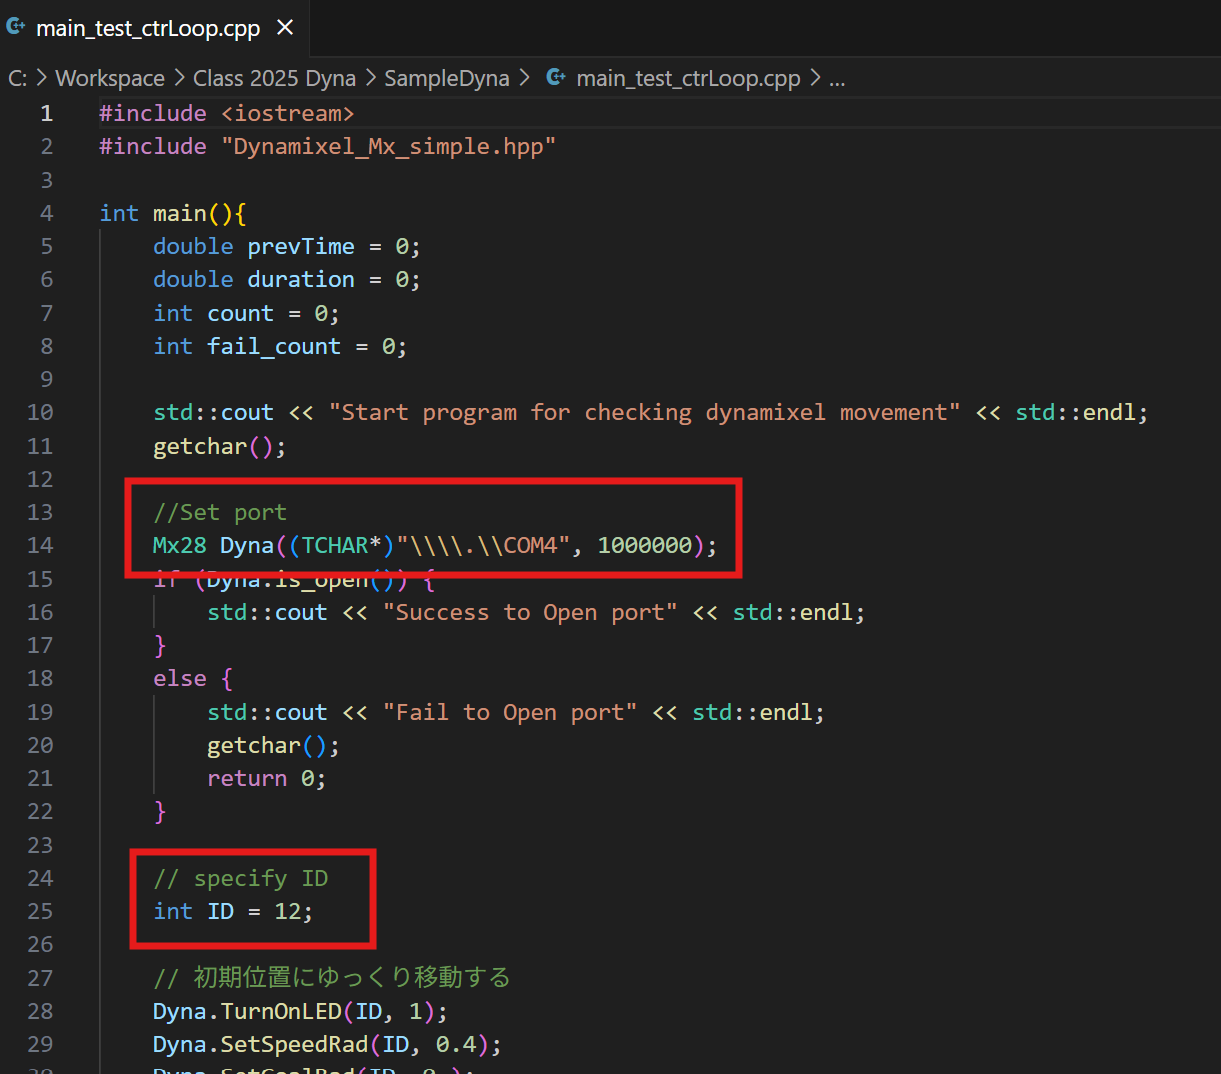 main_test_ctrLoop.cpp
C: > Workspace > Class 2025 Dyna > SampleDyna > main_test_ctrLoop.cpp > ...
1 #include <iostream>
2 #include "Dynamixel_Mx_simple.hpp"
3
4 int main(){
5 double prevTime = 0;
6 double duration = 0;
7 int count = 0;
8 int fail_count = 0;
9
10 std::cout << "Start program for checking dynamixel movement" << std::endl;
11 getchar();
12
13 //Set port
14 Mx28 Dyna((TCHAR*)"\\\\.\\COM4", 1000000);
15 if (Dyna.is_open()) {
16 std::cout << "Success to Open port" << std::endl;
17 }
18 else {
19 std::cout << "Fail to Open port" << std::endl;
20 getchar();
21 return 0;
22 }
23
24 // specify ID
25 int ID = 12;
26
27 // 初期位置にゆっくり移動する
28 Dyna.TurnOnLED(ID, 1);
29 Dyna.SetSpeedRad(ID, 0.4);
30 Dyna.SetGoalRad(ID,